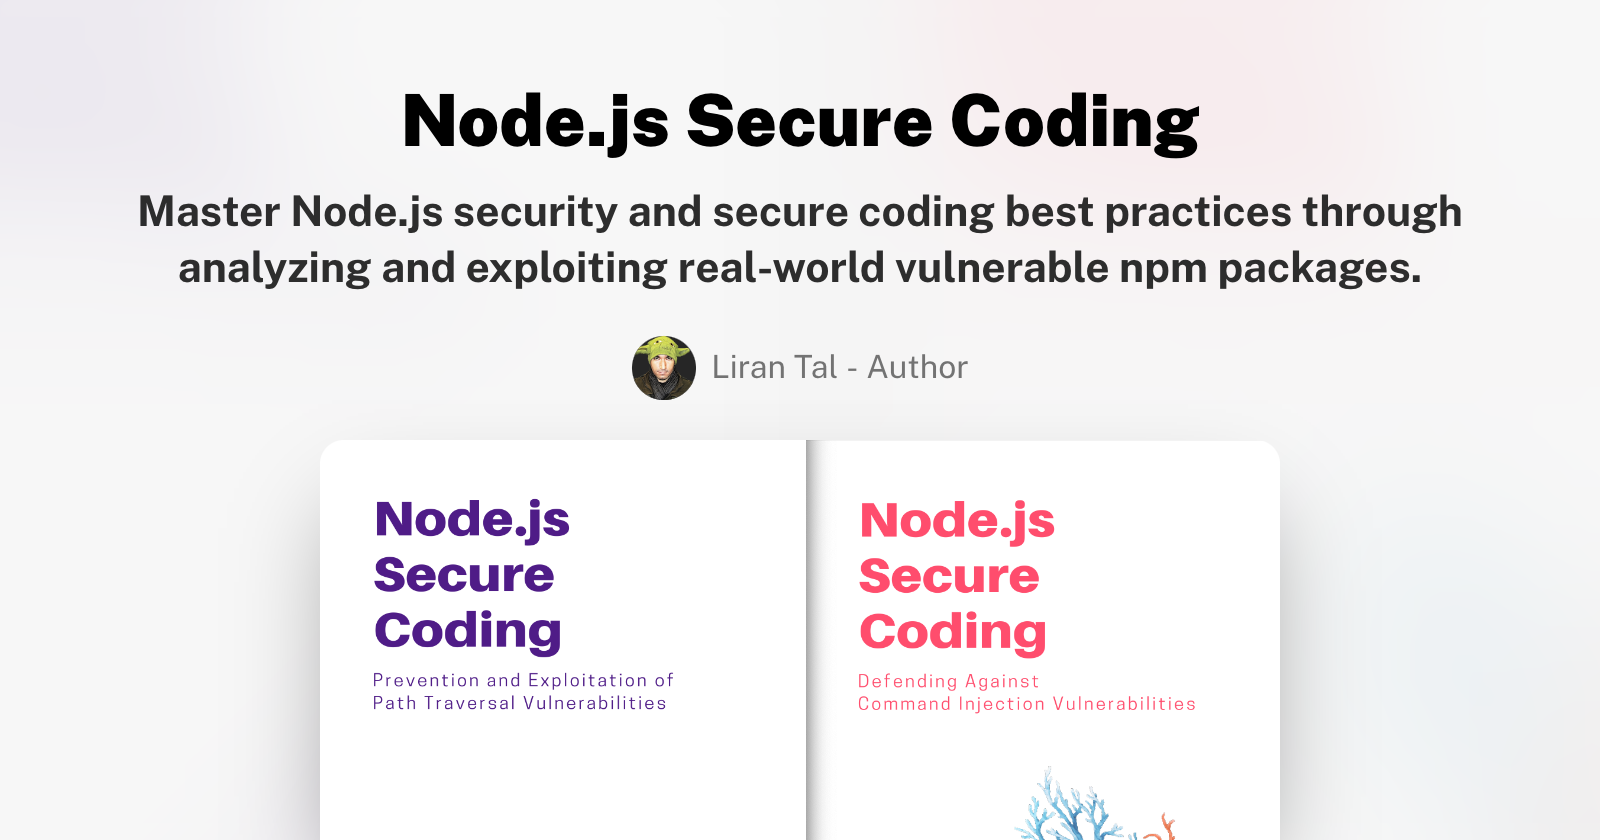 Node.js Secure Coding
Master Node.js security and secure coding best practices through
analyzing and exploiting real-world vulnerable npm packages.
Liran Tal - Author
Node.js
Secure
Coding
Prevention and Exploitation of
Path Traversal Vulnerabilities
Node.js
Secure
Coding
Defending Against
Command Injection Vulnerabilities